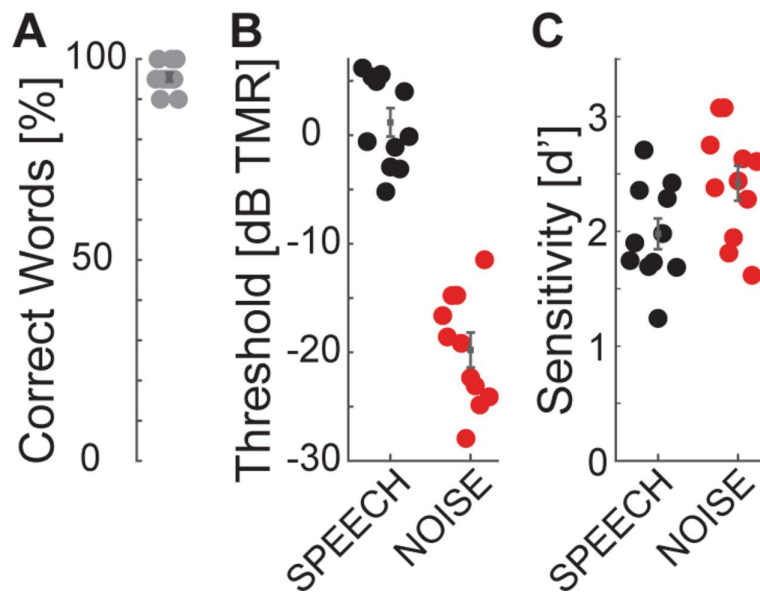 A
Correct Words [%]
100
50
0
B
Threshold [dB TMR]
0
-10
-20
-30
SPEECH
NOISE
C
Sensitivity [d']
3
2
1
0
SPEECH
NOISE